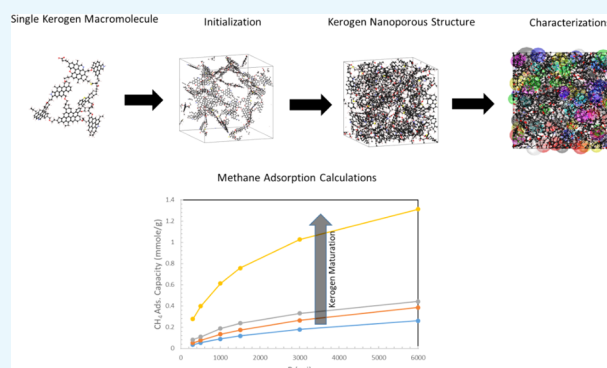 Single Kerogen Macromolecule
Initialization
Kerogen Nanoporous Structure
Characterizations
Methane Adsorption Calculations
CH4 Ads. Capacity (mmole/g)
1.4
1.2
1
0.8
0.6
0.4
0.2
0
Kerogen Maturation
0
1000
2000
3000
4000
5000
6000